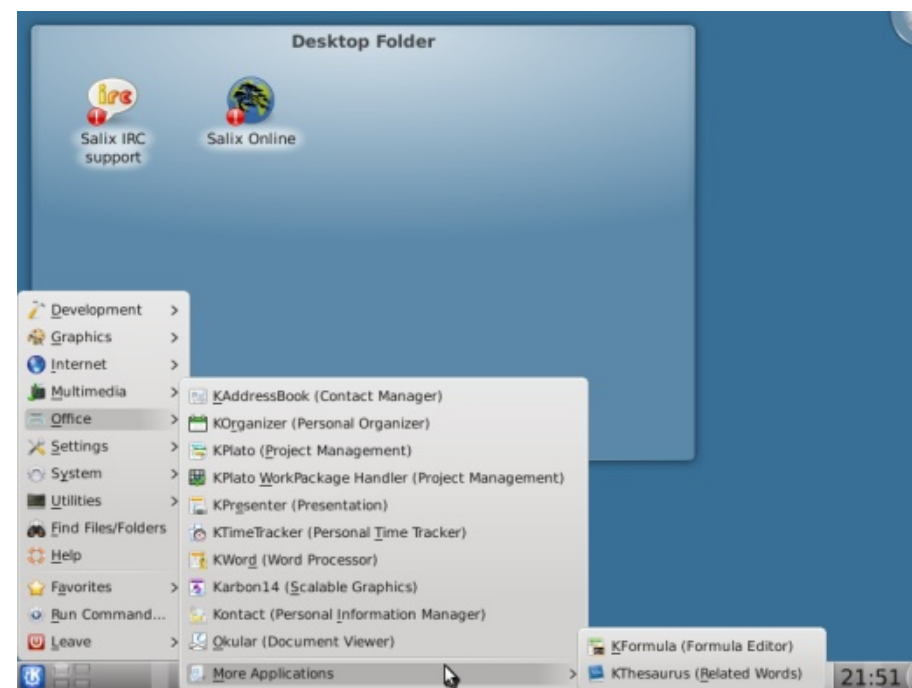 Desktop Folder
irc
Salix IRC
support
Salix Online
Development
Graphics
Internet
Multimedia
Office
Settings
System
Utilities
Find Files/Folders
Help
Favorites
Run Command...
Leave
KAddressBook (Contact Manager)
KOrganizer (Personal Organizer)
KPlato (Project Management)
KPlato WorkPackage Handler (Project Management)
KPresenter (Presentation)
KTimeTracker (Personal Time Tracker)
KWord (Word Processor)
Karbon14 (Scalable Graphics)
Kontact (Personal Information Manager)
Okular (Document Viewer)
More Applications
KFormula (Formula Editor)
KThesaurus (Related Words)
21:51